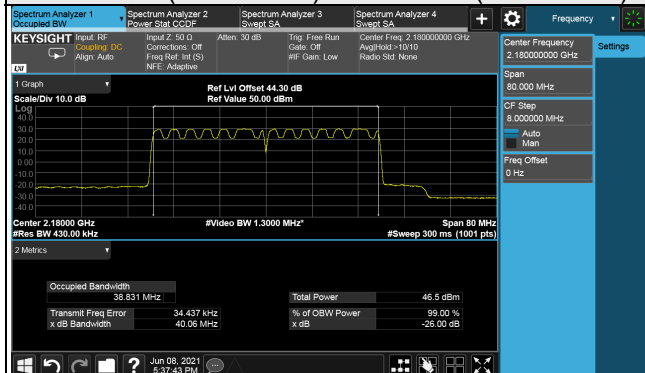 Spectrum Analyzer 1
Occupied BW
Spectrum Analyzer 2
Power Stat CCDF
Spectrum Analyzer 3
Swept SA
Spectrum Analyzer 4
Swept SA
+
Frequency
KEYSIGHT
Input: RF
Coupling: DC
Align: Auto
Input Z: 50 Ω
Corrections: Off
Freq Ref: Int (S)
NFE: Adaptive
Atten: 30 dB
Trig: Free Run
Gate: Off
#IF Gain: Low
Center Freq: 2.180000000 GHz
Avg|Hold:>10/10
Radio Std: None
LXI
1 Graph
Scale/Div 10.0 dB
Ref Lvl Offset 44.30 dB
Ref Value 50.00 dBm
Log
40.0
30.0
20.0
10.0
0.00
-10.0
-20.0
-30.0
-40.0
Center 2.18000 GHz
#Res BW 430.00 kHz
#Video BW 1.3000 MHz*
Span 80 MHz
#Sweep 300 ms (1001 pts)
2 Metrics
Occupied Bandwidth
38.831 MHz
Total Power 46.5 dBm
Transmit Freq Error 34.437 kHz
% of OBW Power 99.00 %
x dB Bandwidth 40.06 MHz
x dB -26.00 dB
?
Jun 08, 2021
5:37:43 PM
Center Frequency
2.180000000 GHz
Settings
Span
80.000 MHz
CF Step
8.000000 MHz
Auto
Man
Freq Offset
0 Hz